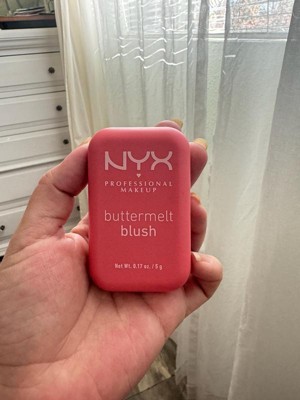 NYX
PROFESSIONAL
MAKEUP
buttermelt
blush
Net Wt. 0.17 oz. / 5 g